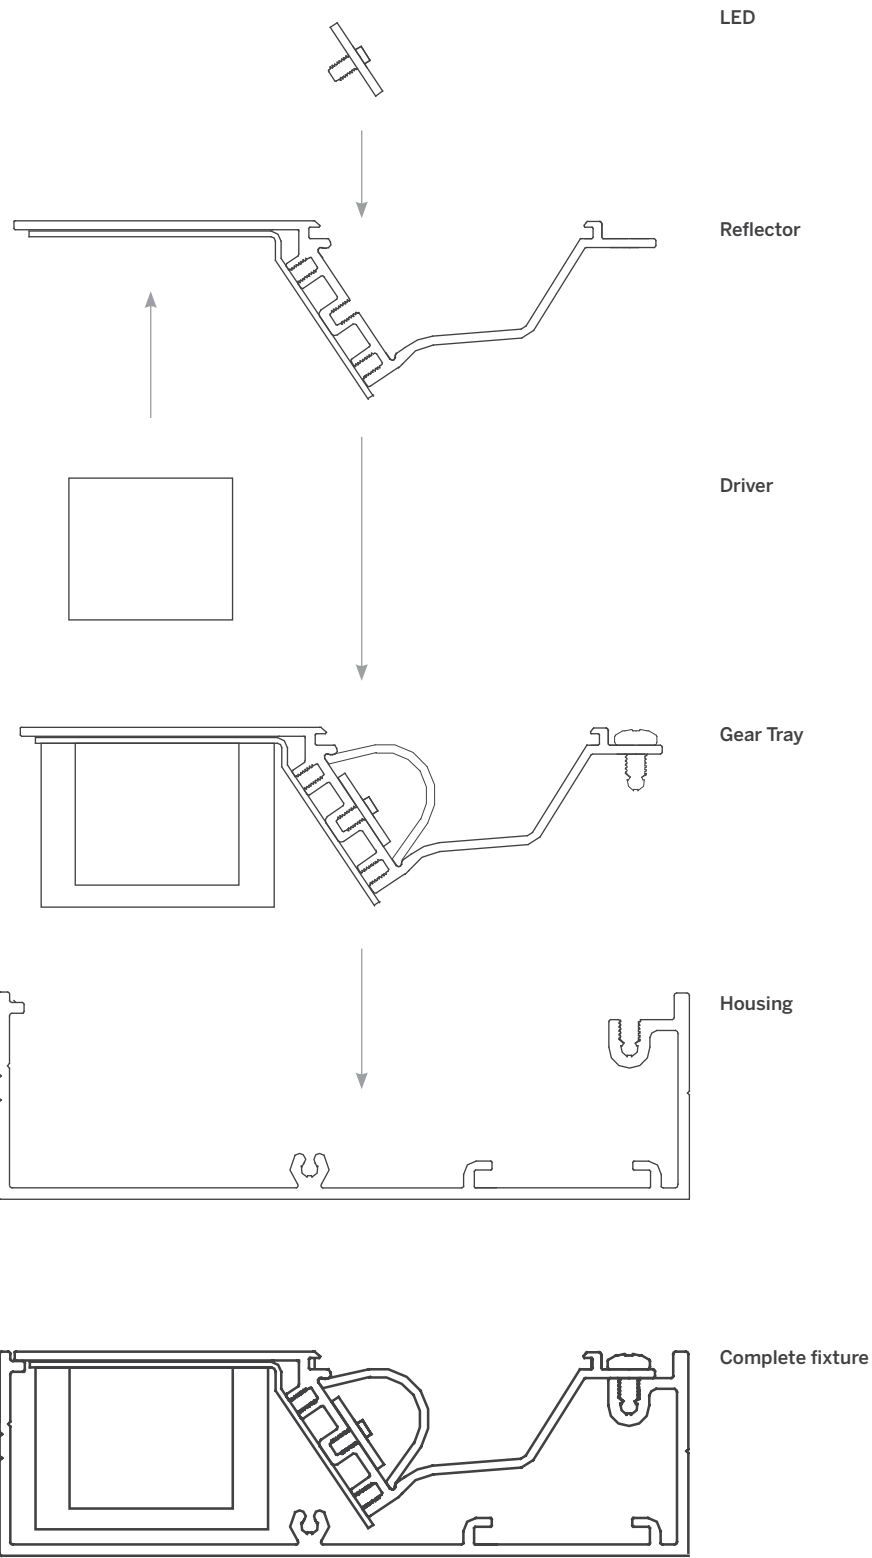 LED
Reflector
Driver
Gear Tray
Housing
Complete fixture